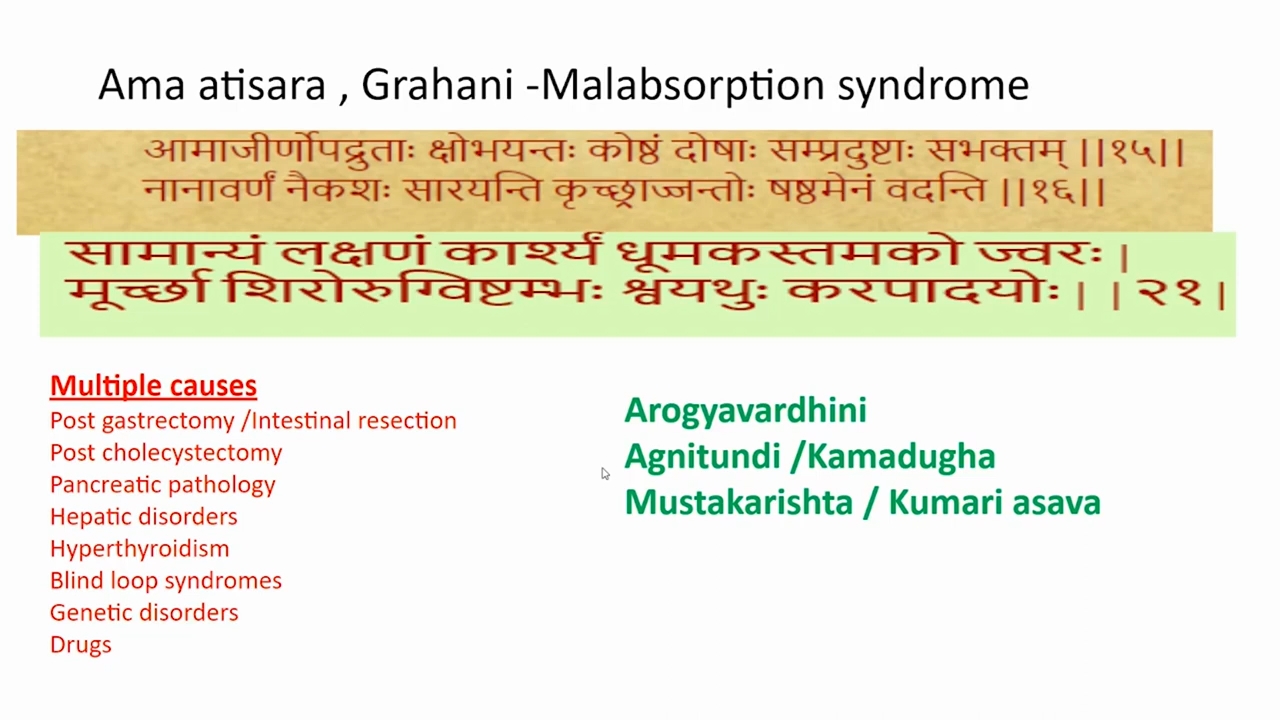 Ama atisara , Grahani -Malabsorption syndrome
आमाजीर्णोपद्रुताः क्षोभयन्तः कोष्ठं दोषाः सम्प्रदुष्टाः सभक्तम् ||१५||
नानावर्णं नैकशः सारयन्ति कृच्छ्राज्जन्तोः षष्ठमेनं वदन्ति ||१६||
सामान्यं लक्षणं कार्श्यं धूमकस्तमको ज्वरः |
मूर्च्छा शिरोरुग्विष्टम्भः श्वयथुः करपादयोः | | २१ |
Multiple causes
Post gastrectomy /Intestinal resection
Post cholecystectomy
Pancreatic pathology
Hepatic disorders
Hyperthyroidism
Blind loop syndromes
Genetic disorders
Drugs
Arogyavardhini
Agnitundi /Kamadugha
Mustakarishta / Kumari asava